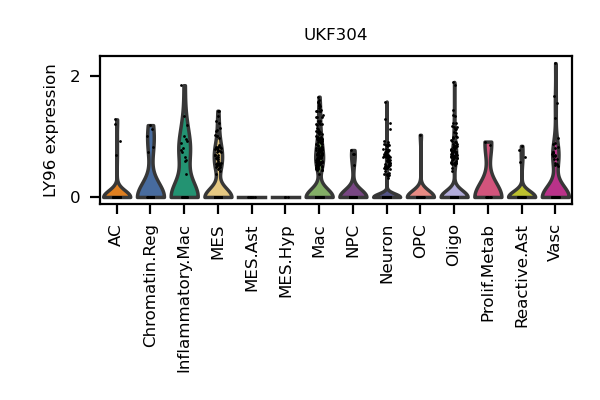 UKF304
LY96 expression
2
0
AC
Chromatin.Reg
Inflammatory.Mac
MES
MES.Ast
MES.Hyp
Mac
NPC
Neuron
OPC
Oligo
Prolif.Metab
Reactive.Ast
Vasc